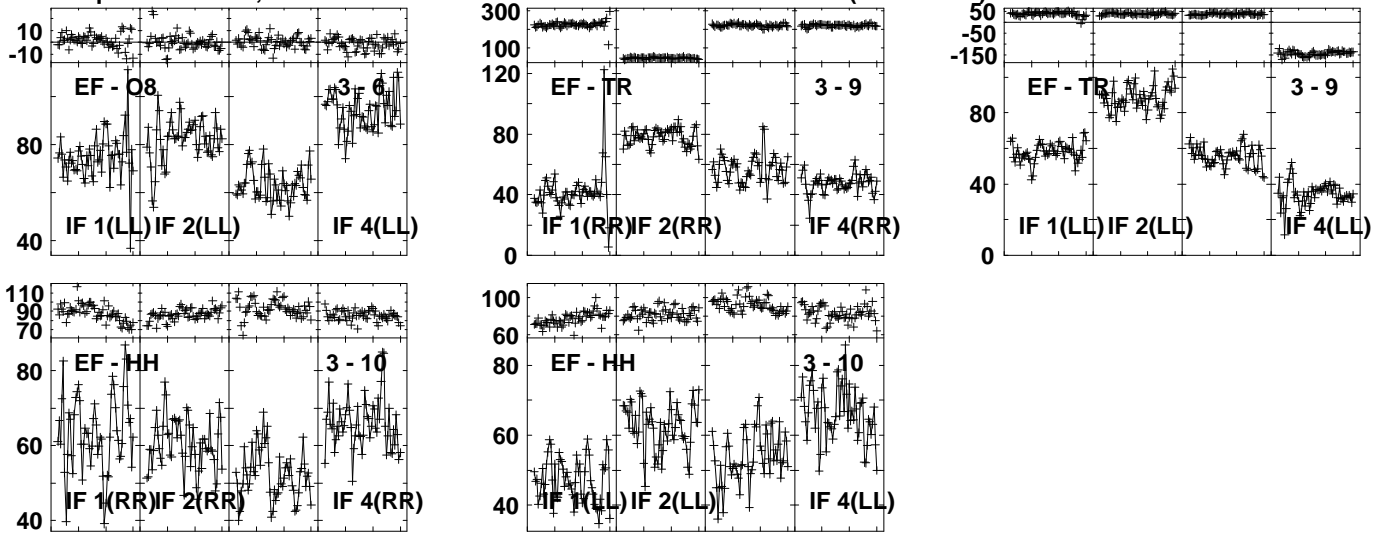 10
-10
EF - O8
3 - 6
80
40
IF 1(LL)
IF 2(LL)
IF 4(LL)
300
100
120
EF - TR
3 - 9
80
40
0
IF 1(RR)
IF 2(RR)
IF 4(RR)
50
-50
-150
EF - TR
3 - 9
80
40
0
IF 1(LL)
IF 2(LL)
IF 4(LL)
110
90
70
EF - HH
3 - 10
80
60
40
IF 1(RR)
IF 2(RR)
IF 4(RR)
100
60
EF - HH
3 - 10
80
60
40
IF 1(LL)
IF 2(LL)
IF 4(LL)